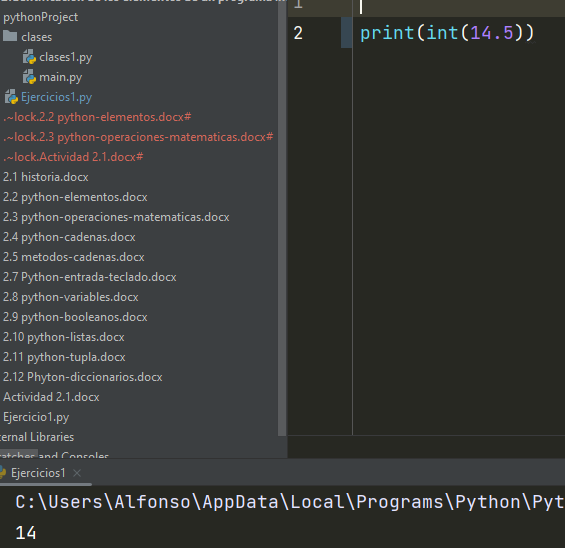 pythonProject
clases
clases1.py
main.py
Ejercicios1.py
.~lock.2.2 python-elementos.docx#
.~lock.2.3 python-operaciones-matematicas.docx#
.~lock.Actividad 2.1.docx#
2.1 historia.docx
2.2 python-elementos.docx
2.3 python-operaciones-matematicas.docx
2.4 python-cadenas.docx
2.5 metodos-cadenas.docx
2.7 Python-entrada-teclado.docx
2.8 python-variables.docx
2.9 python-booleanos.docx
2.10 python-listas.docx
2.11 python-tupla.docx
2.12 Phyton-diccionarios.docx
Actividad 2.1.docx
Ejercicio1.py
ternal Libraries
ratches and Consoles
1
2 print(int(14.5))
Ejercicios1
C:\Users\Alfonso\AppData\Local\Programs\Python\Pyt
14